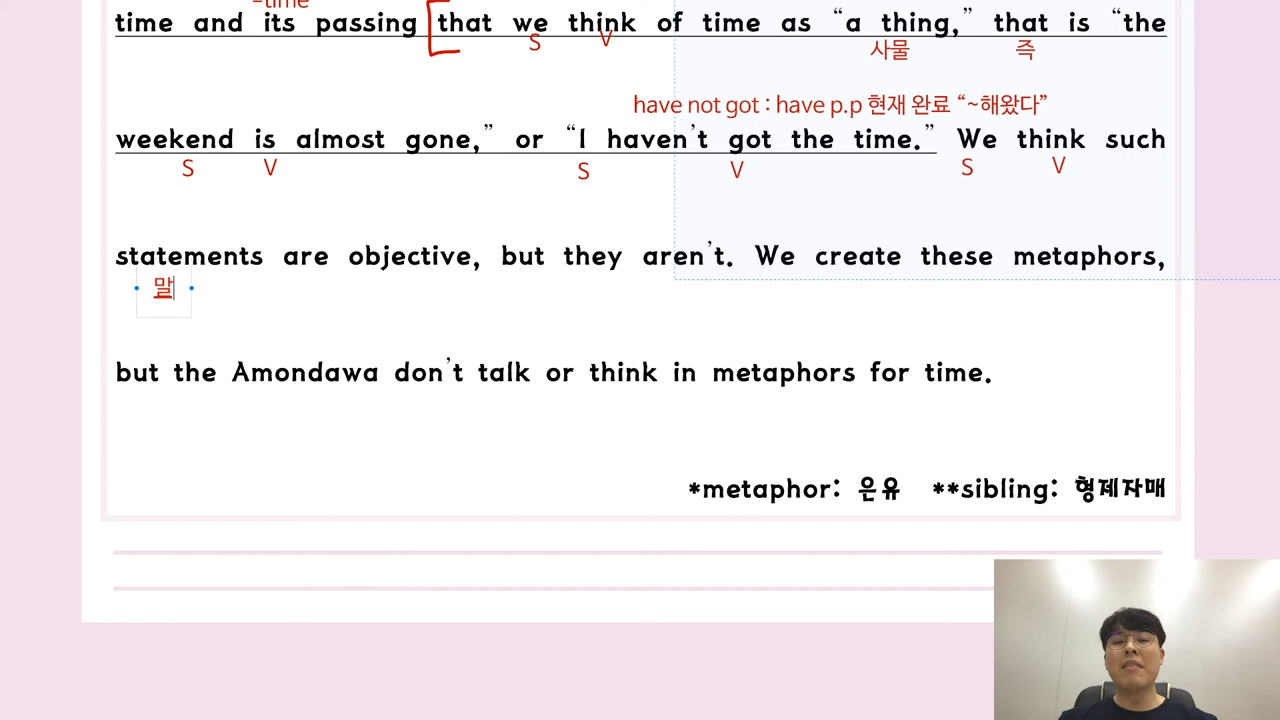 =time
time and its passing [that we think of time as “a thing,” that is “the
S V 사물 즉
have not got : have p.p 현재 완료 “~해왔다”
weekend is almost gone,” or “I haven’t got the time.” We think such
S V S V S V
statements are objective, but they aren’t. We create these metaphors,
말
but the Amondawa don’t talk or think in metaphors for time.
*metaphor: 은유 **sibling: 형제자매